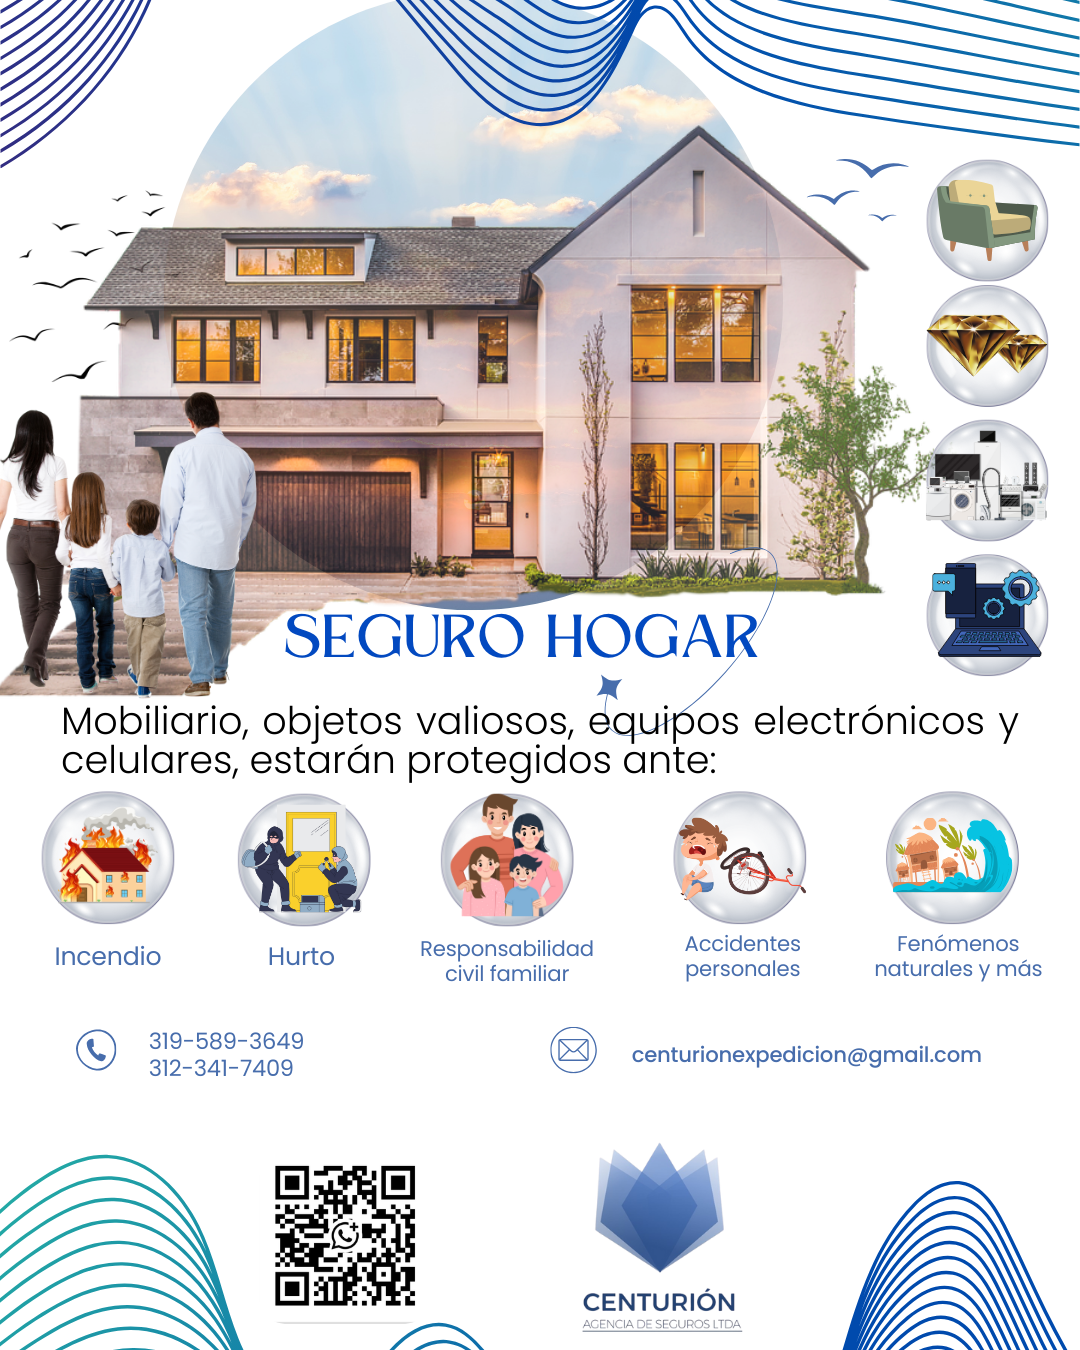 SEGURO HOGAR
Mobiliario, objetos valiosos, equipos electrónicos y
celulares, estarán protegidos ante:
Incendio
Hurto
Responsabilidad
civil familiar
Accidentes
personales
Fenómenos
naturales y más
319-589-3649
312-341-7409
centurionexpedicion@gmail.com
CENTURIÓN
AGENCIA DE SEGUROS LTDA